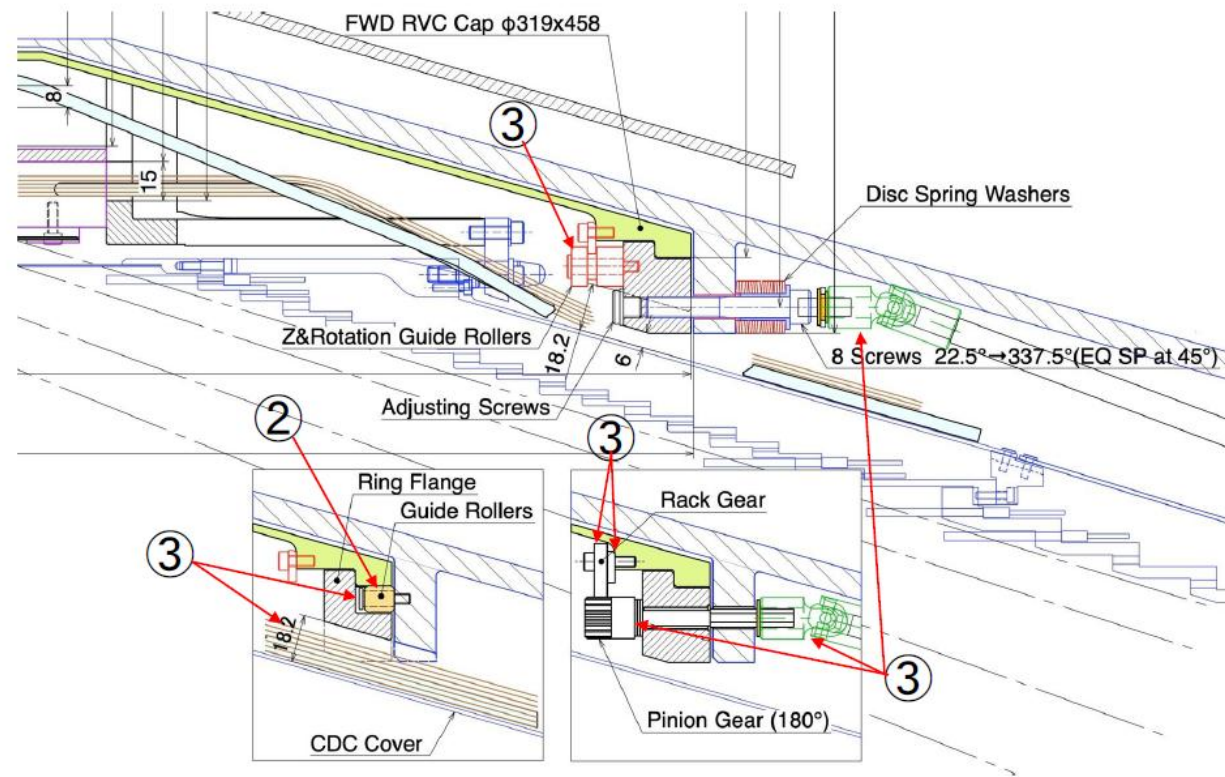 FWD RVC Cap φ319x458
8
③
15
Disc Spring Washers
Z&Rotation Guide Rollers
18.2
6
8 Screws 22.5°→337.5°(EQ SP at 45°)
Adjusting Screws
②
③
Ring Flange
Guide Rollers
Rack Gear
③
18.2
③
Pinion Gear (180°)
CDC Cover